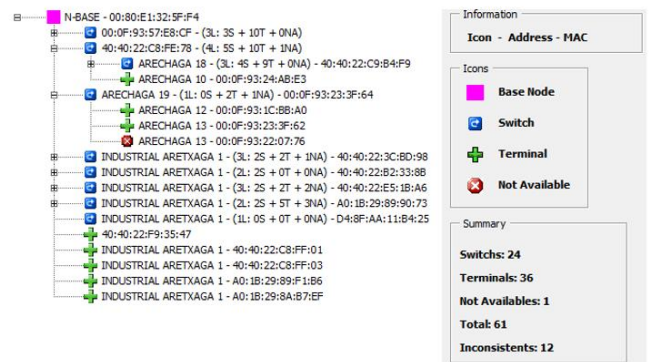 N-BASE - 00:80:E1:32:5F:F4
00:0F:93:57:E8:CF - (3L: 3S + 10T + 0NA)
40:40:22:C8:FE:78 - (4L: 5S + 10T + 1NA)
ARECHAGA 18 - (3L: 4S + 9T + 0NA) - 40:40:22:C9:B4:F9
ARECHAGA 10 - 00:0F:93:24:AB:E3
ARECHAGA 19 - (1L: 0S + 2T + 1NA) - 00:0F:93:23:3F:64
ARECHAGA 12 - 00:0F:93:1C:BB:A0
ARECHAGA 13 - 00:0F:93:23:3F:62
ARECHAGA 13 - 00:0F:93:22:07:76
INDUSTRIAL ARETXAGA 1 - (3L: 2S + 2T + 1NA) - 40:40:22:3C:BD:98
INDUSTRIAL ARETXAGA 1 - (2L: 1S + 2T + 0NA) - 40:40:22:B2:33:8B
INDUSTRIAL ARETXAGA 1 - (3L: 2S + 2T + 2NA) - 40:40:22:E5:1B:A6
INDUSTRIAL ARETXAGA 1 - (2L: 2S + 5T + 3NA) - A0:1B:29:89:90:73
INDUSTRIAL ARETXAGA 1 - (1L: 0S + 0T + 0NA) - D4:8F:AA:11:B4:25
40:40:22:F9:35:47
INDUSTRIAL ARETXAGA 1 - 40:40:22:C8:FF:01
INDUSTRIAL ARETXAGA 1 - 40:40:22:C8:FF:03
INDUSTRIAL ARETXAGA 1 - A0:1B:29:89:F1:B6
INDUSTRIAL ARETXAGA 1 - A0:1B:29:8A:B7:EF
Information
Icon - Address - MAC
Icons
Base Node
Switch
Terminal
Not Available
Summary
Switchs: 24
Terminals: 36
Not Availables: 1
Total: 61
Inconsistents: 12